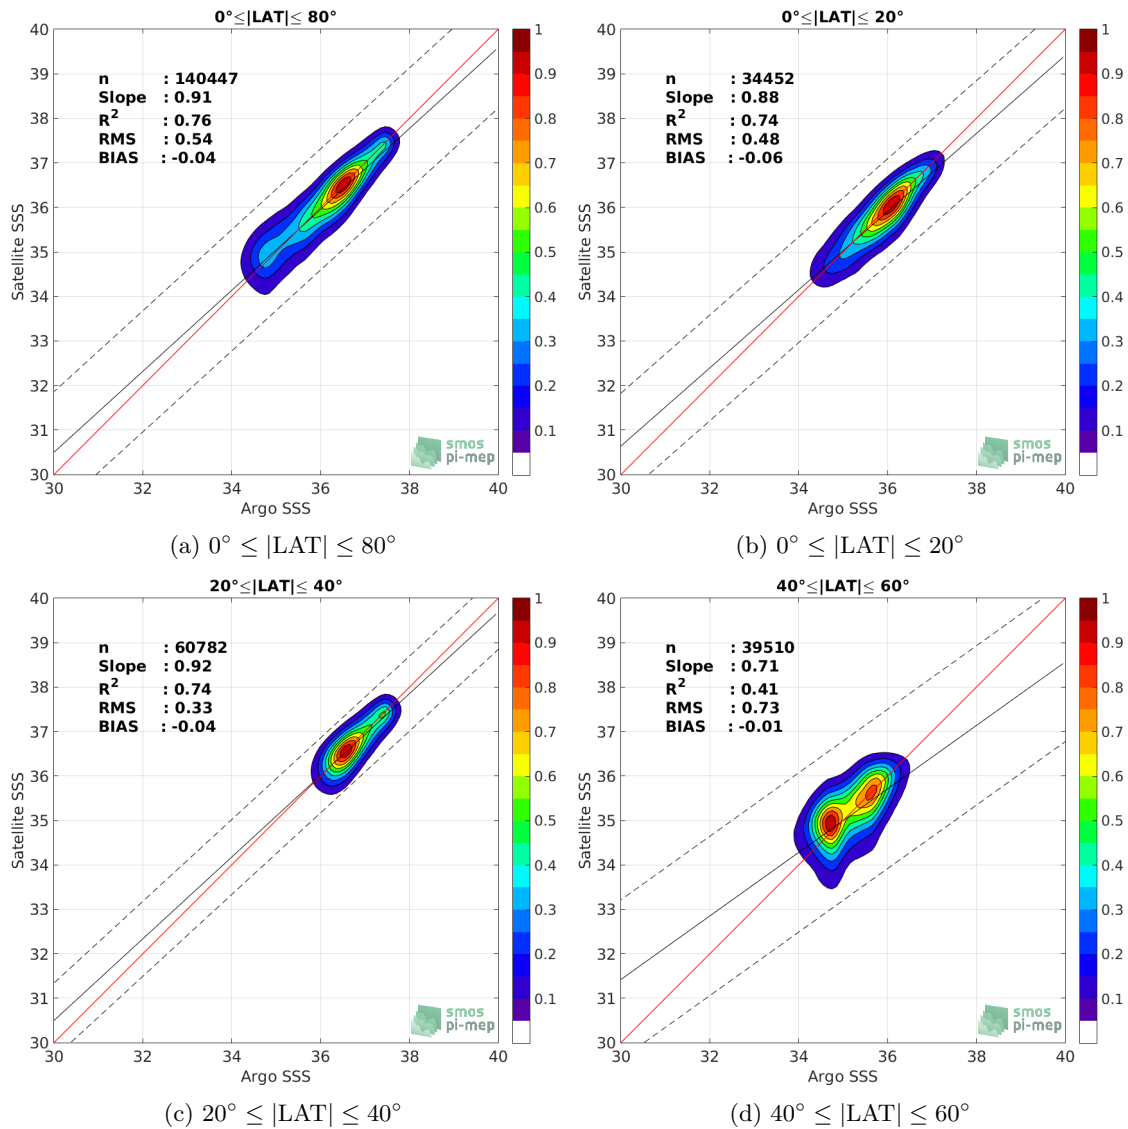 0°≤|LAT|≤ 80°
40
39
38
37
36
35
34
33
32
31
30
Satellite SSS
n : 140447
Slope : 0.91
R² : 0.76
RMS : 0.54
BIAS : -0.04
smos
pi-mep
30 32 34 36 38 40
Argo SSS
1
0.9
0.8
0.7
0.6
0.5
0.4
0.3
0.2
0.1
(a) 0° ≤ |LAT| ≤ 80°
0°≤|LAT|≤ 20°
40
39
38
37
36
35
34
33
32
31
30
Satellite SSS
n : 34452
Slope : 0.88
R² : 0.74
RMS : 0.48
BIAS : -0.06
smos
pi-mep
30 32 34 36 38 40
Argo SSS
1
0.9
0.8
0.7
0.6
0.5
0.4
0.3
0.2
0.1
(b) 0° ≤ |LAT| ≤ 20°
20°≤|LAT|≤ 40°
40
39
38
37
36
35
34
33
32
31
30
Satellite SSS
n : 60782
Slope : 0.92
R² : 0.74
RMS : 0.33
BIAS : -0.04
smos
pi-mep
30 32 34 36 38 40
Argo SSS
1
0.9
0.8
0.7
0.6
0.5
0.4
0.3
0.2
0.1
(c) 20° ≤ |LAT| ≤ 40°
40°≤|LAT|≤ 60°
40
39
38
37
36
35
34
33
32
31
30
Satellite SSS
n : 39510
Slope : 0.71
R² : 0.41
RMS : 0.73
BIAS : -0.01
smos
pi-mep
30 32 34 36 38 40
Argo SSS
1
0.9
0.8
0.7
0.6
0.5
0.4
0.3
0.2
0.1
(d) 40° ≤ |LAT| ≤ 60°